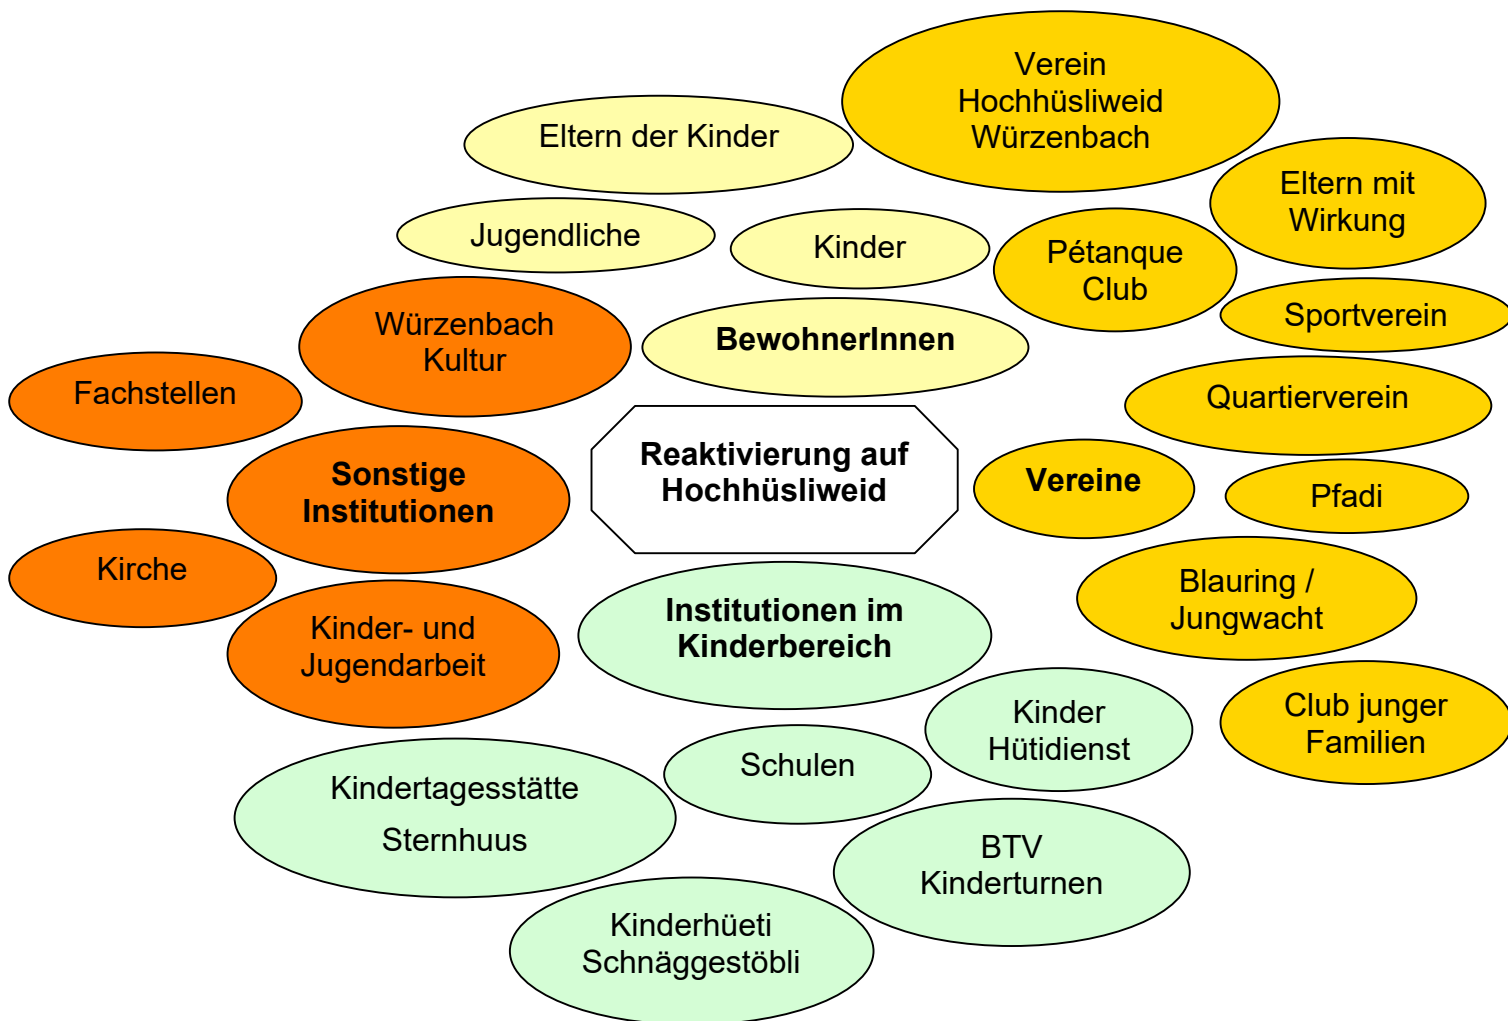 Verein
Hochhüsliweid
Würzenbach
Eltern der Kinder
Eltern mit
Wirkung
Jugendliche
Kinder
Pétanque
Club
Würzenbach
Kultur
BewohnerInnen
Sportverein
Fachstellen
Quartierverein
Reaktivierung auf
Hochhüsliweid
Sonstige
Institutionen
Vereine
Pfadi
Kirche
Blauring /
Jungwacht
Institutionen im
Kinderbereich
Kinder- und
Jugendarbeit
Kinder
Hütidienst
Club junger
Familien
Schulen
Kindertagesstätte
Sternhuus
BTV
Kinderturnen
Kinderhüeti
Schnäggestöbli